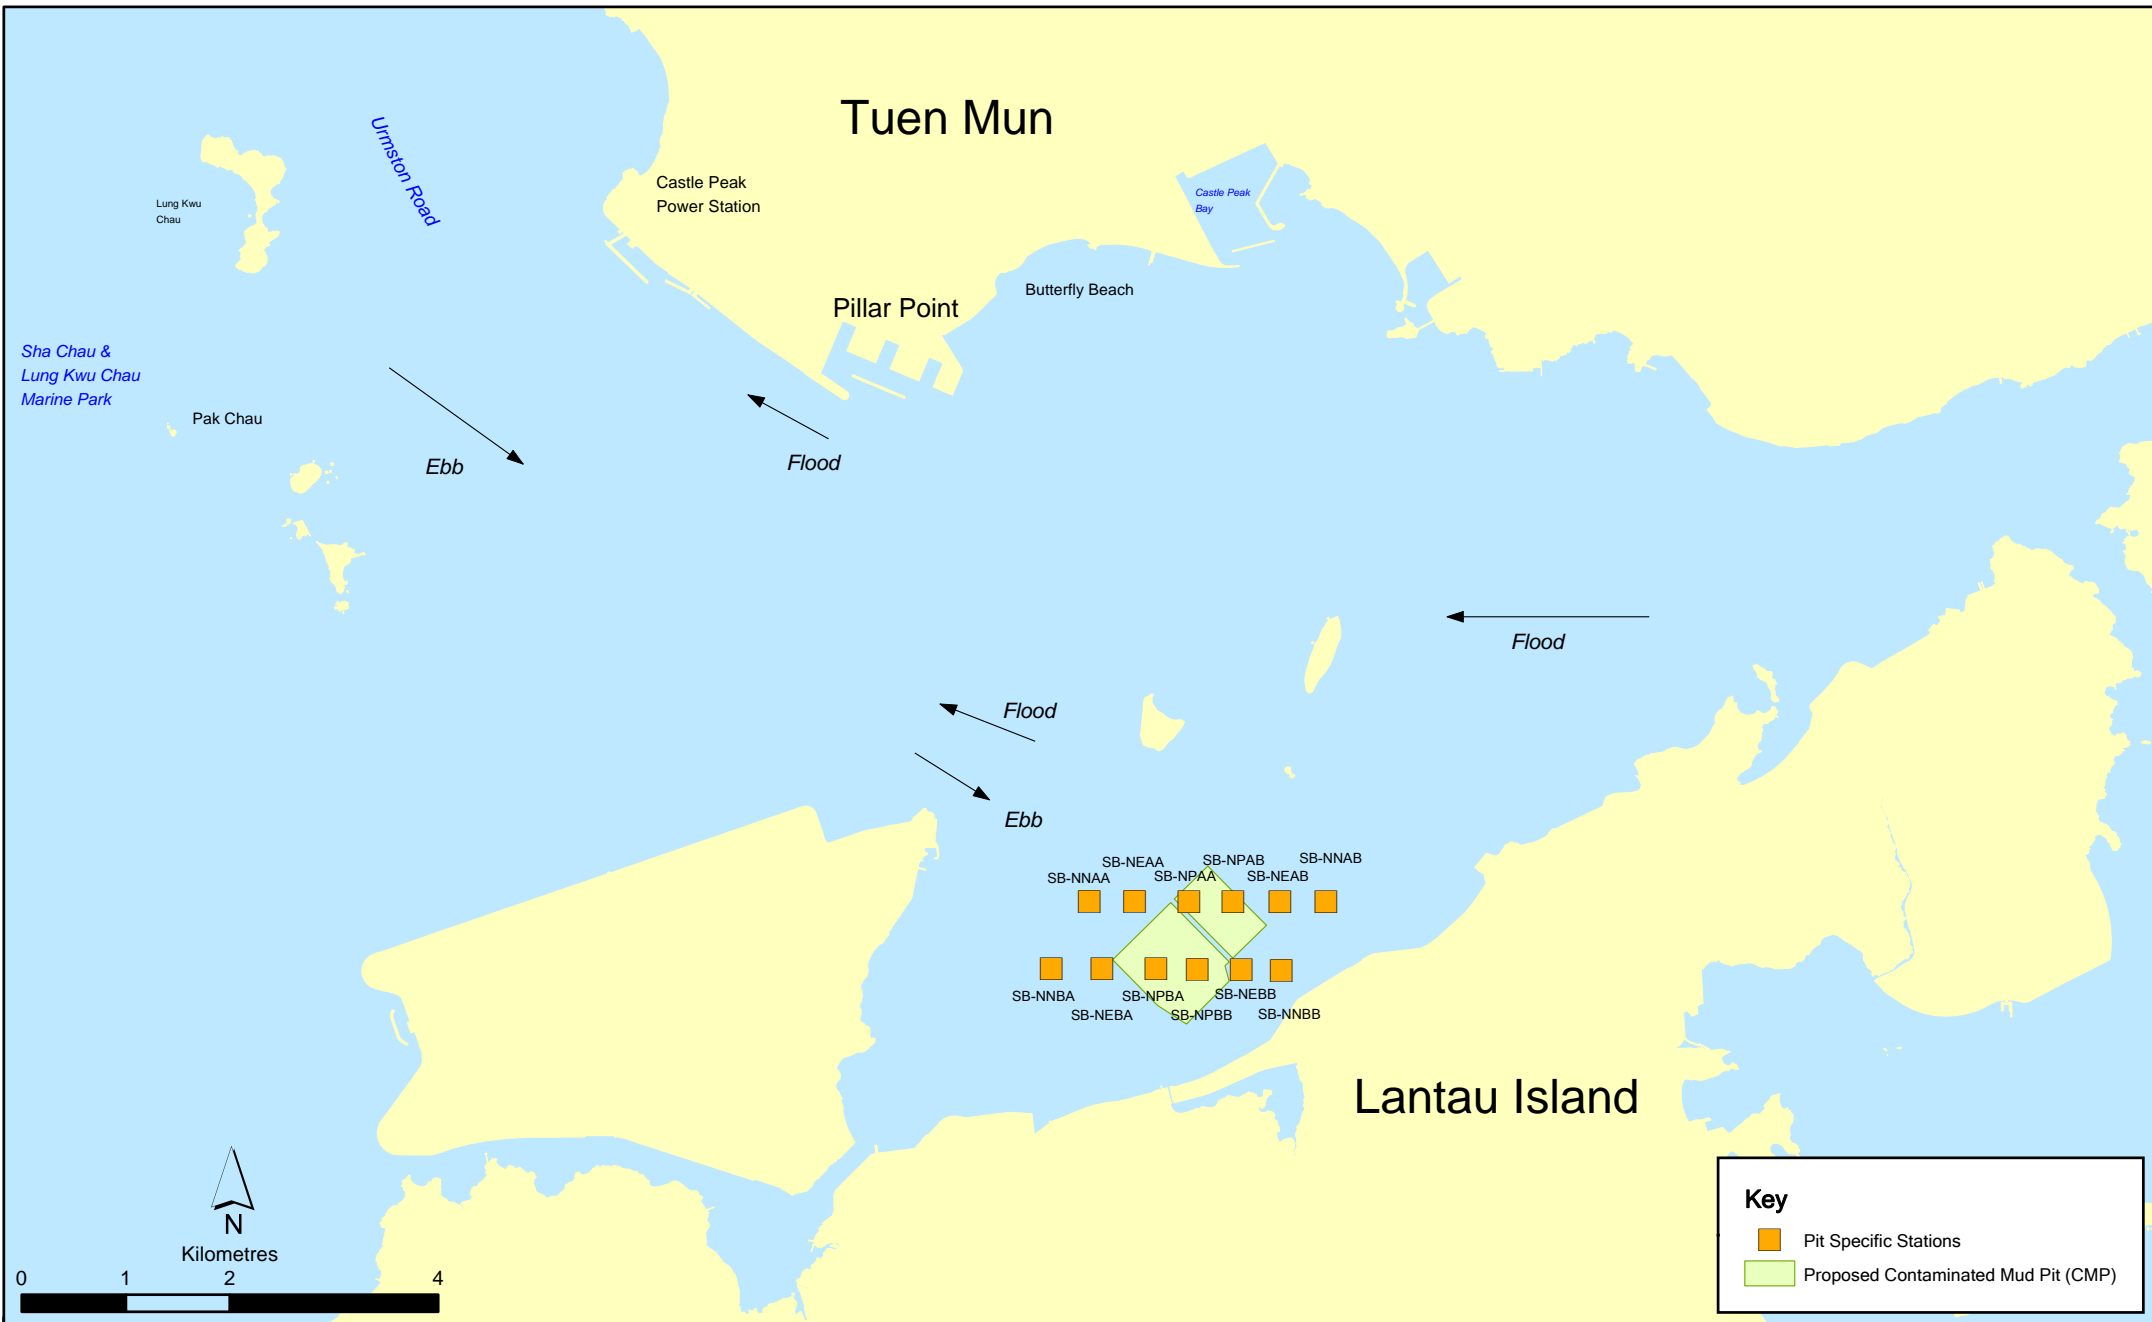 Tuen Mun
Urmston Road
Castle Peak
Power Station
Castle Peak
Bay
Lung Kwu
Chau
Butterfly Beach
Pillar Point
Sha Chau &
Lung Kwu Chau
Marine Park
Pak Chau
Ebb
Flood
Flood
Flood
Ebb
SB-NEAA
SB-NPAB
SB-NNAB
SB-NNAA
SB-NPAA
SB-NEAB
SB-NNBA
SB-NPBA
SB-NEBB
SB-NEBA
SB-NPBB
SB-NNBB
Lantau Island
N
Kilometres
0 1 2 4
Key
Pit Specific Stations
Proposed Contaminated Mud Pit (CMP)